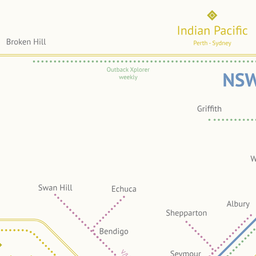 Indian Pacific
Perth - Sydney
Broken Hill
Outback Xplorer
weekly
NSW
Griffith
W
Swan Hill
Echuca
Shepparton
Albury
Bendigo
Seymour